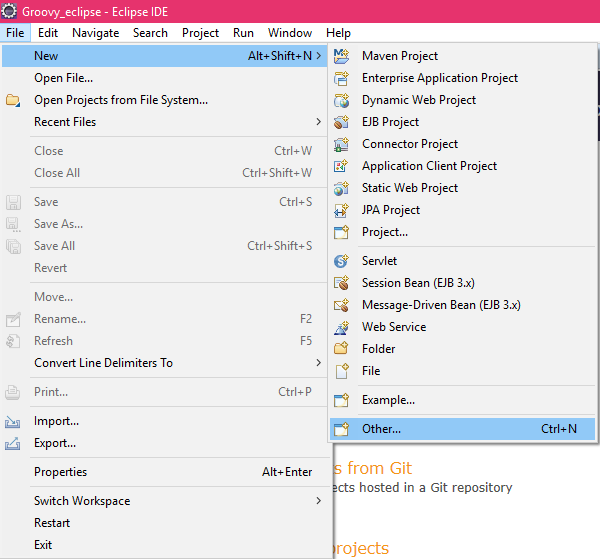 Groovy_eclipse - Eclipse IDE
File Edit Navigate Search Project Run Window Help
New Alt+Shift+N >
Open File...
Open Projects from File System...
Recent Files >
Close Ctrl+W
Close All Ctrl+Shift+W
Save Ctrl+S
Save As...
Save All Ctrl+Shift+S
Revert
Move...
Rename... F2
Refresh F5
Convert Line Delimiters To >
Print... Ctrl+P
Import...
Export...
Properties Alt+Enter
Switch Workspace >
Restart
Exit
Maven Project
Enterprise Application Project
Dynamic Web Project
EJB Project
Connector Project
Application Client Project
Static Web Project
JPA Project
Project...
Servlet
Session Bean (EJB 3.x)
Message-Driven Bean (EJB 3.x)
Web Service
Folder
File
Example...
Other... Ctrl+N
s from Git
ects hosted in a Git repository
projects